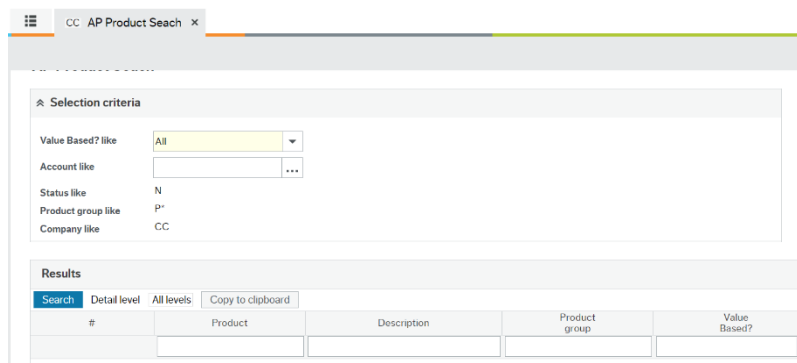 CC AP Product Seach ×
Selection criteria
Value Based? like All
Account like ...
Status like N
Product group like P*
Company like CC
Results
Search Detail level All levels Copy to clipboard
# Product Description Product group Value Based?